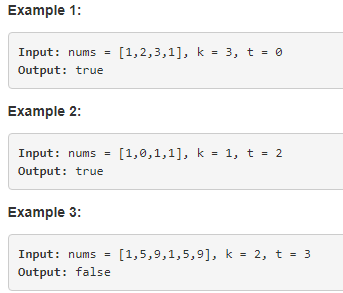 Example 1:
Input: nums = [1,2,3,1], k = 3, t = 0
Output: true
Example 2:
Input: nums = [1,0,1,1], k = 1, t = 2
Output: true
Example 3:
Input: nums = [1,5,9,1,5,9], k = 2, t = 3
Output: false